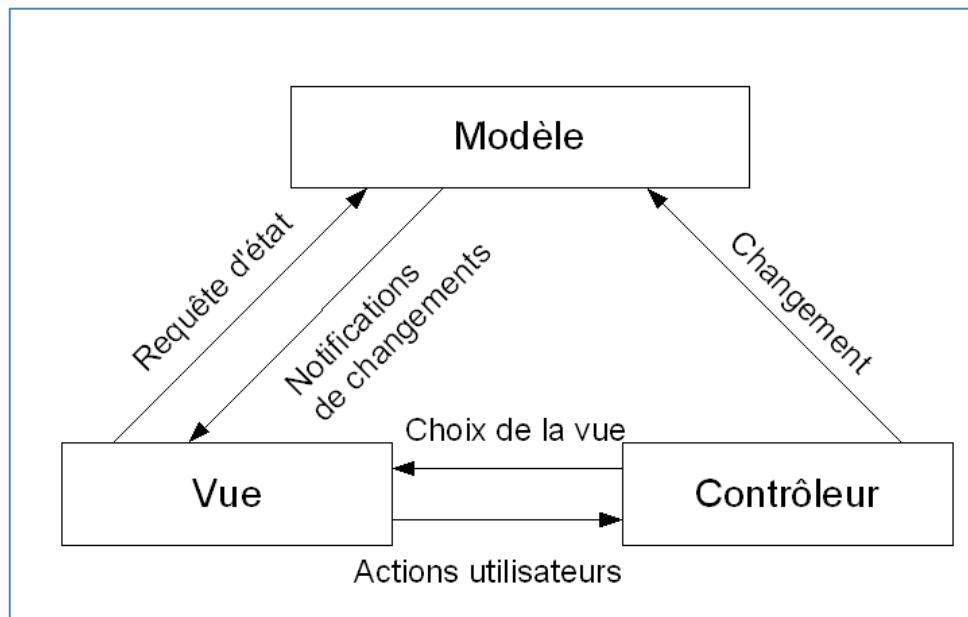 Modèle
Requête d'état
Notifications
de changements
Changement
Choix de la vue
Vue
Contrôleur
Actions utilisateurs